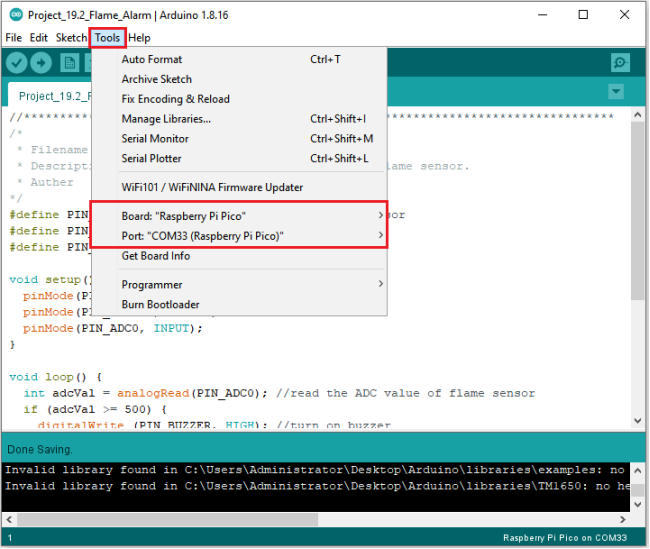 Project_19.2_Flame_Alarm | Arduino 1.8.16
File Edit Sketch Tools Help
Auto Format Ctrl+T
Archive Sketch
Project_19.2_F
Fix Encoding & Reload
Manage Libraries... Ctrl+Shift+I
//*****************************************************************************
/*
Serial Monitor Ctrl+Shift+M
* Filename
Serial Plotter Ctrl+Shift+L
* Descripti lame sensor.
* Auther
WiFi101 / WiFiNINA Firmware Updater
*/
Board: "Raspberry Pi Pico"
#define PIN_ sor
Port: "COM33 (Raspberry Pi Pico)"
#define PIN_
#define PIN_
Get Board Info
void setup()
Programmer
pinMode(PI
Burn Bootloader
pinMode(PI
pinMode(PIN_ADC0, INPUT);
}
void loop() {
int adcVal = analogRead(PIN_ADC0); //read the ADC value of flame sensor
if (adcVal >= 500) {
digitalWrite (PIN_BUZZER, HIGH); //turn on buzzer
Done Saving.
Invalid library found in C:\Users\Administrator\Desktop\Arduino\libraries\examples: no
Invalid library found in C:\Users\Administrator\Desktop\Arduino\libraries\TM1650: no he
1 Raspberry Pi Pico on COM33